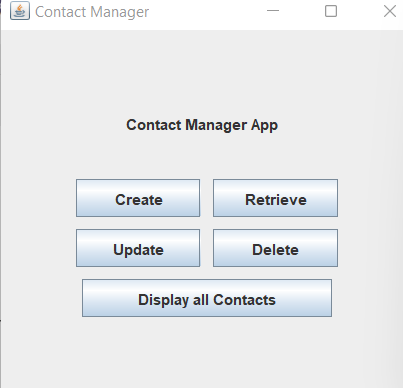 Contact Manager
Contact Manager App
Create Retrieve
Update Delete
Display all Contacts